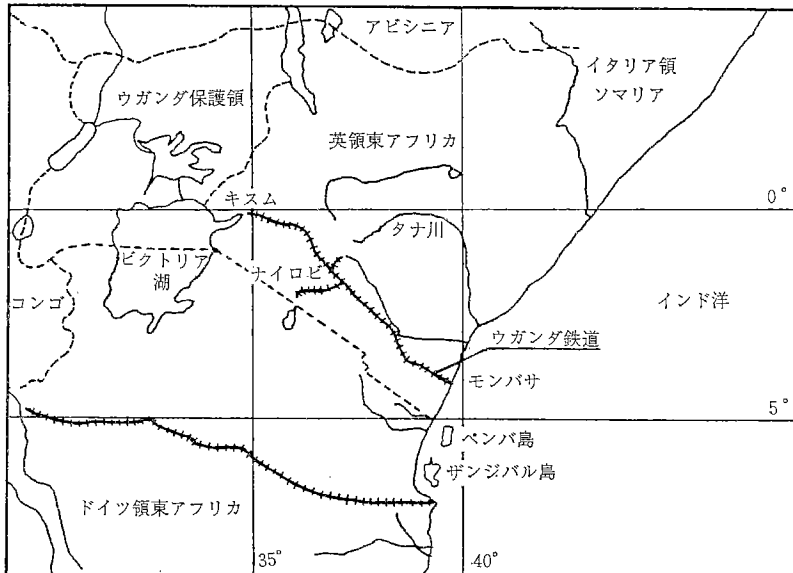 アビシニア
イタリア領
ソマリア
ウガンダ保護領
英領東アフリカ
キスム
0°
タナ川
ビクトリア
湖
ナイロビ
コンゴ
インド洋
ウガンダ鉄道
モンバサ
5°
ペンバ島
ザンジバル島
ドイツ領東アフリカ
35°
40°